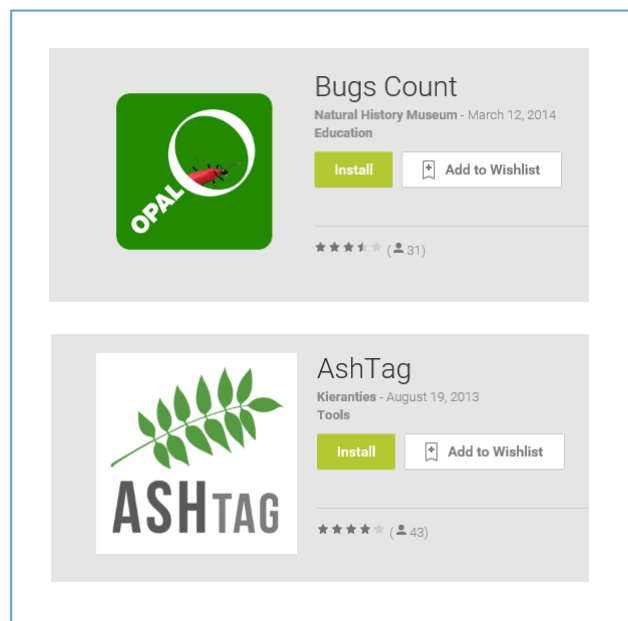 OPAL
Bugs Count
Natural History Museum - March 12, 2014
Education
Install
Add to Wishlist
(31)
ASHTAG
AshTag
Kieranties - August 19, 2013
Tools
Install
Add to Wishlist
(43)